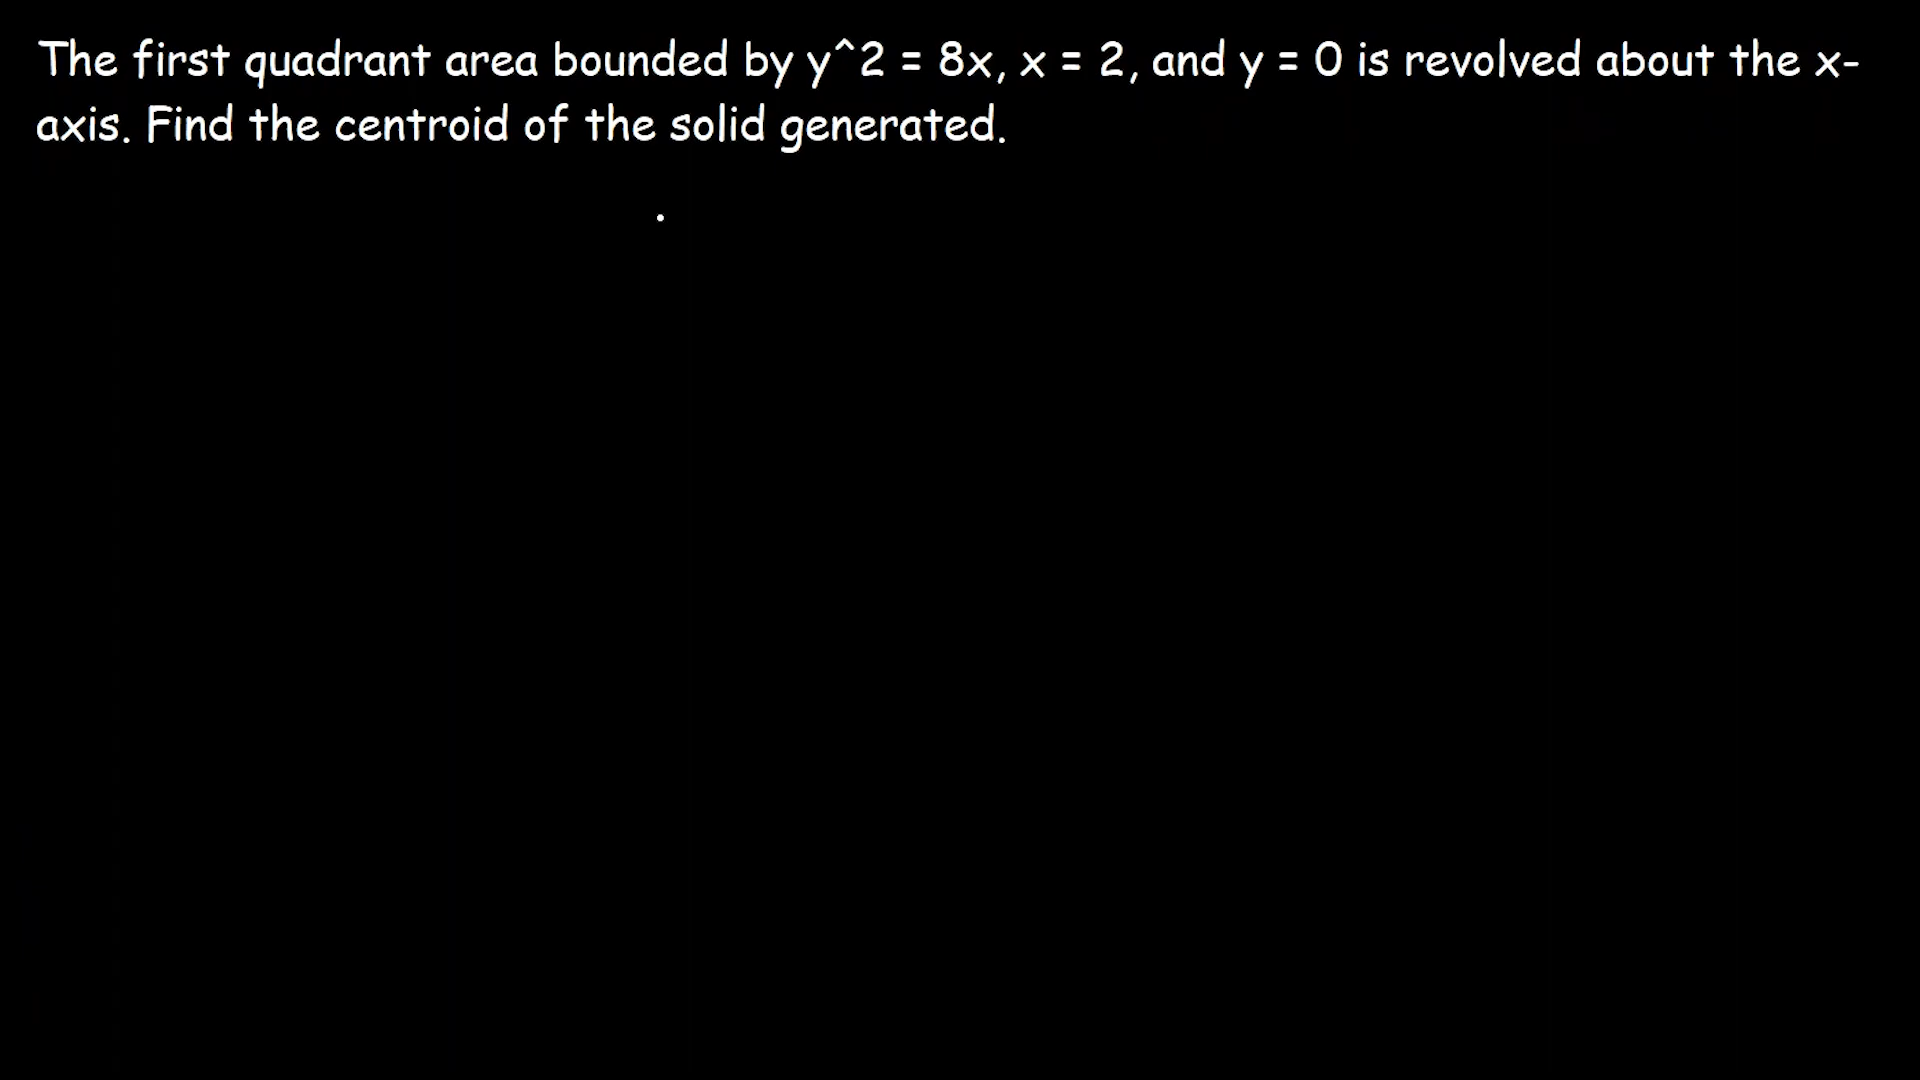 The first quadrant area bounded by y^2 = 8x, x = 2, and y = 0 is revolved about the x-
axis. Find the centroid of the solid generated.